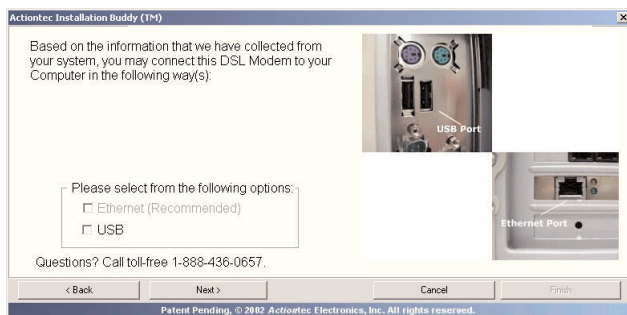 Actiontec Installation Buddy (TM)
Based on the information that we have collected from
your system, you may connect this DSL Modem to your
Computer in the following way(s):
USB Port
Please select from the following options:
Ethernet (Recommended)
USB
Ethernet Port
Questions? Call toll-free 1-888-436-0657.
< Back
Next >
Cancel
Finish
Patent Pending, © 2002 Actiontec Electronics, Inc. All rights reserved.